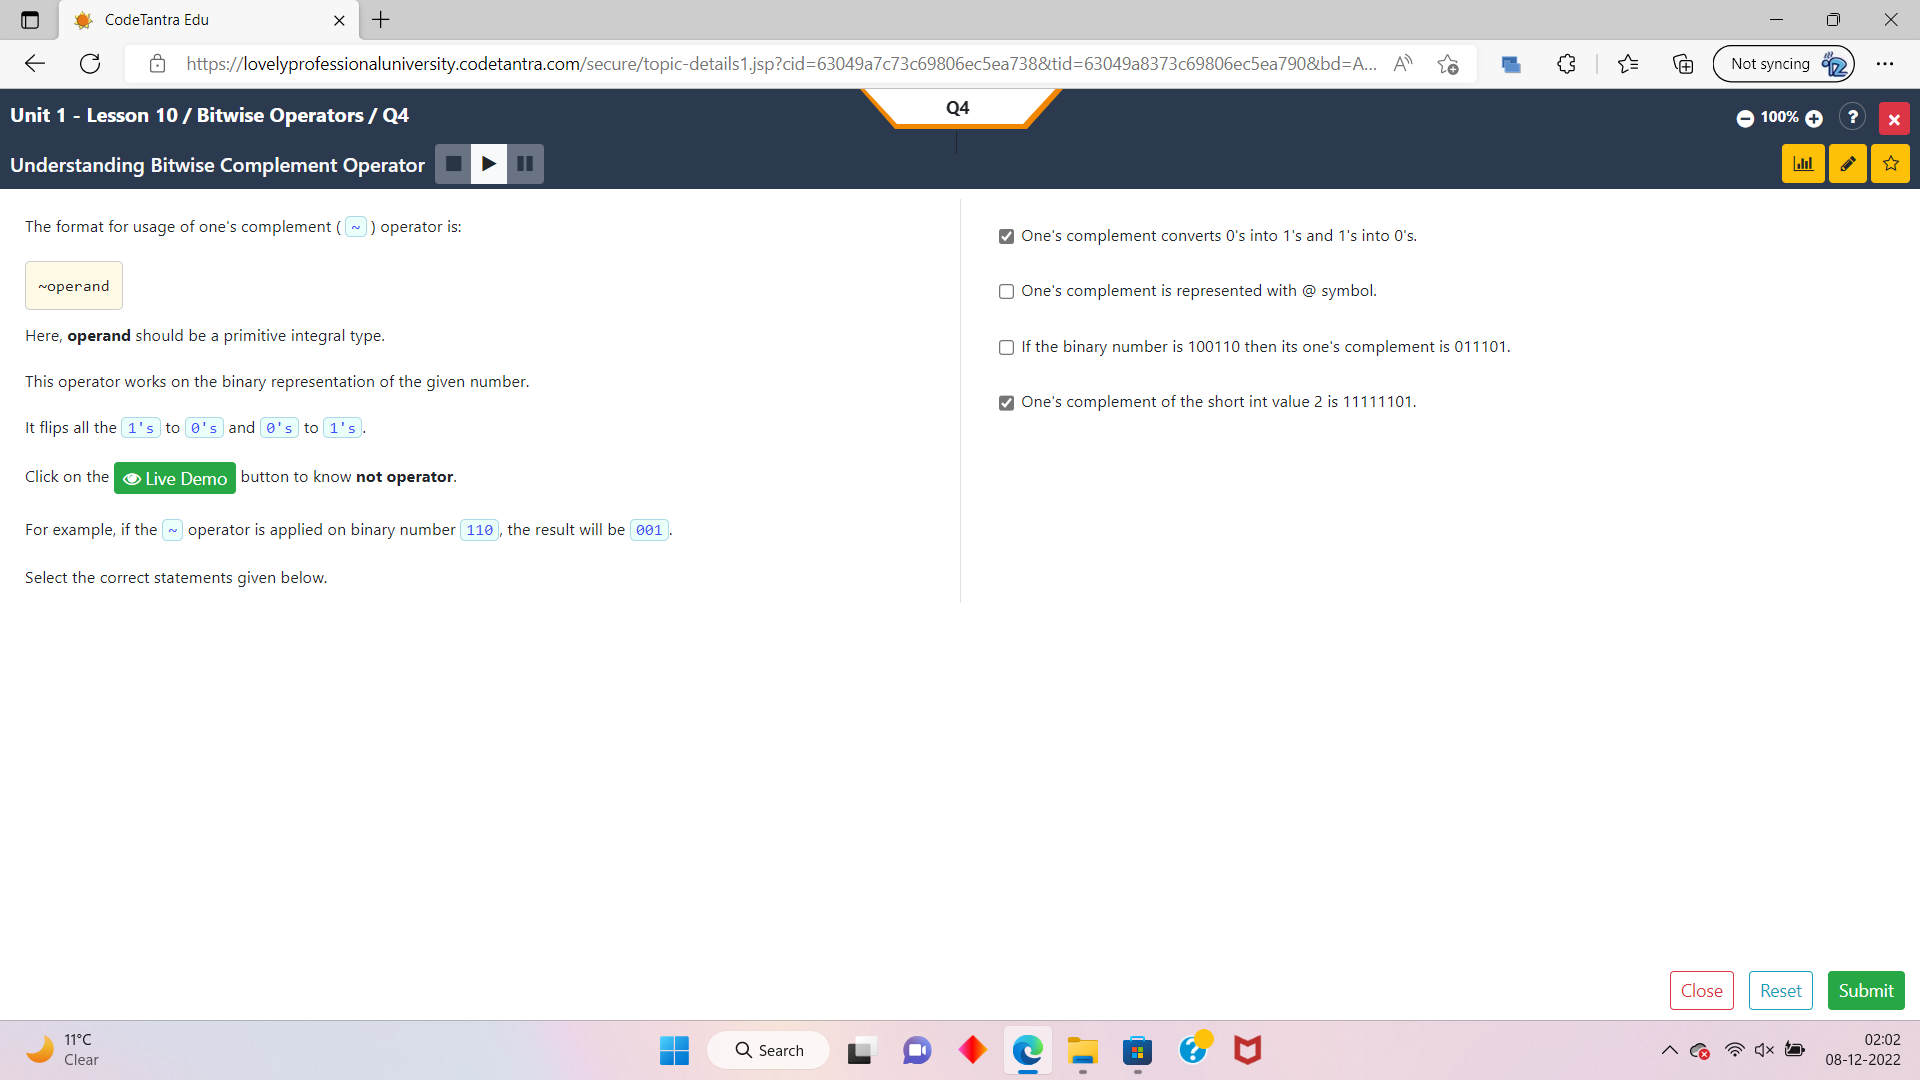 CodeTantra Edu
https://lovelyprofessionaluniversity.codetantra.com/secure/topic-details1.jsp?cid=63049a7c73c69806ec5ea738&tid=63049a8373c69806ec5ea790&bd=A...
Not syncing
Unit 1 - Lesson 10 / Bitwise Operators / Q4
Q4
100%
?
Understanding Bitwise Complement Operator
The format for usage of one's complement ( ~ ) operator is:
~operand
Here, operand should be a primitive integral type.
This operator works on the binary representation of the given number.
It flips all the 1's to 0's and 0's to 1's.
Click on the Live Demo button to know not operator.
For example, if the ~ operator is applied on binary number 110, the result will be 001.
Select the correct statements given below.
One's complement converts 0's into 1's and 1's into 0's.
One's complement is represented with @ symbol.
If the binary number is 100110 then its one's complement is 011101.
One's complement of the short int value 2 is 11111101.
Close
Reset
Submit
11°C
Clear
Search
02:02
08-12-2022